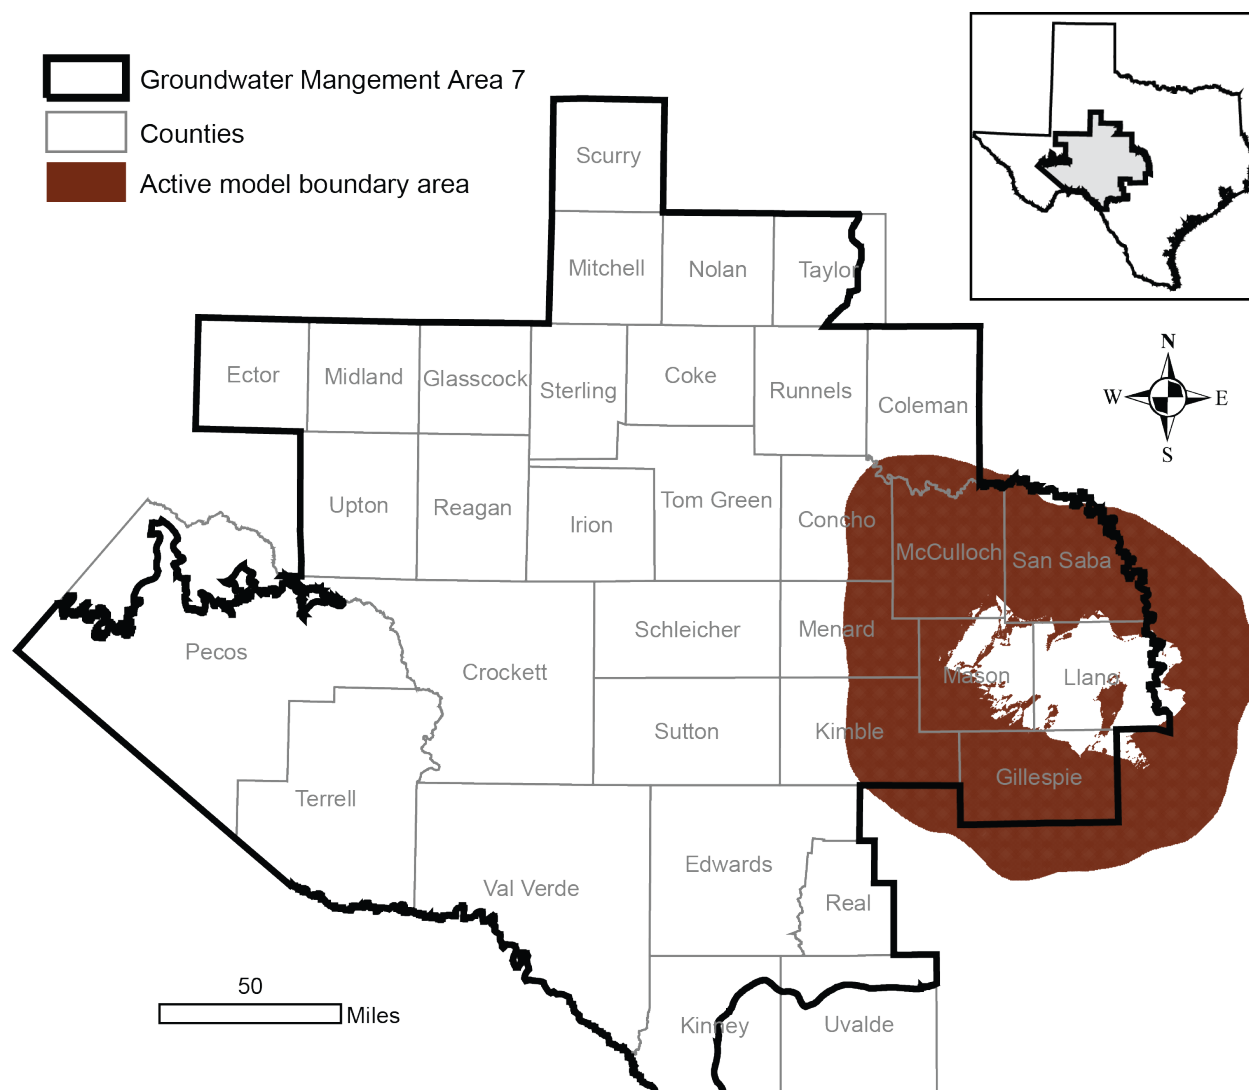 Groundwater Mangement Area 7
Counties
Active model boundary area
Scurry
Mitchell
Nolan
Taylor
N
W
E
S
Ector
Midland
Glasscock
Sterling
Coke
Runnels
Coleman
Upton
Reagan
Irion
Tom Green
Concho
McCulloch
San Saba
Pecos
Crockett
Schleicher
Menard
Mason
Llano
Sutton
Kimble
Gillespie
Terrell
Val Verde
Edwards
Real
Kinney
Uvalde
50
Miles